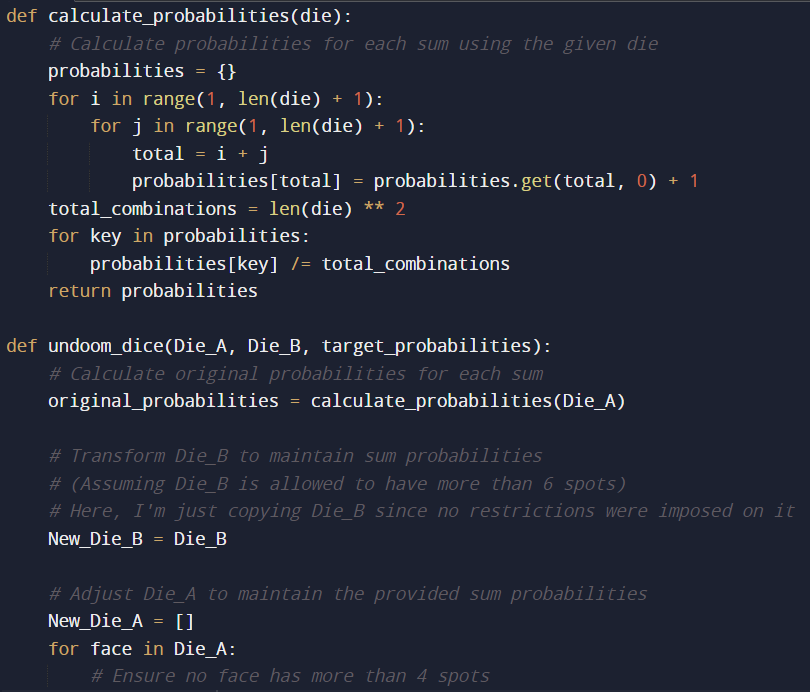 def calculate_probabilities(die):
    # Calculate probabilities for each sum using the given die
    probabilities = {}
    for i in range(1, len(die) + 1):
        for j in range(1, len(die) + 1):
            total = i + j
            probabilities[total] = probabilities.get(total, 0) + 1
    total_combinations = len(die) ** 2
    for key in probabilities:
        probabilities[key] /= total_combinations
    return probabilities

def undoom_dice(Die_A, Die_B, target_probabilities):
    # Calculate original probabilities for each sum
    original_probabilities = calculate_probabilities(Die_A)

    # Transform Die_B to maintain sum probabilities
    # (Assuming Die_B is allowed to have more than 6 spots)
    # Here, I'm just copying Die_B since no restrictions were imposed on it
    New_Die_B = Die_B

    # Adjust Die_A to maintain the provided sum probabilities
    New_Die_A = []
    for face in Die_A:
        # Ensure no face has more than 4 spots